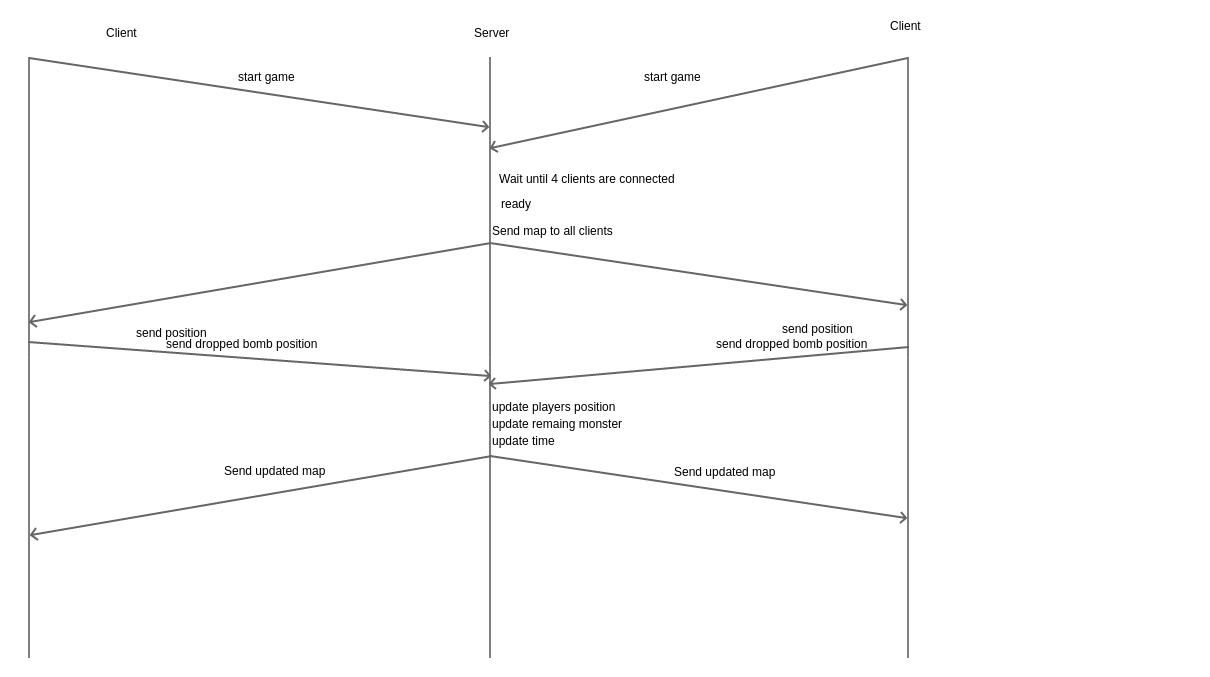 Client
Server
Client
start game
start game
Wait until 4 clients are connected
ready
Send map to all clients
send position
send dropped bomb position
send position
send dropped bomb position
update players position
update remaing monster
update time
Send updated map
Send updated map